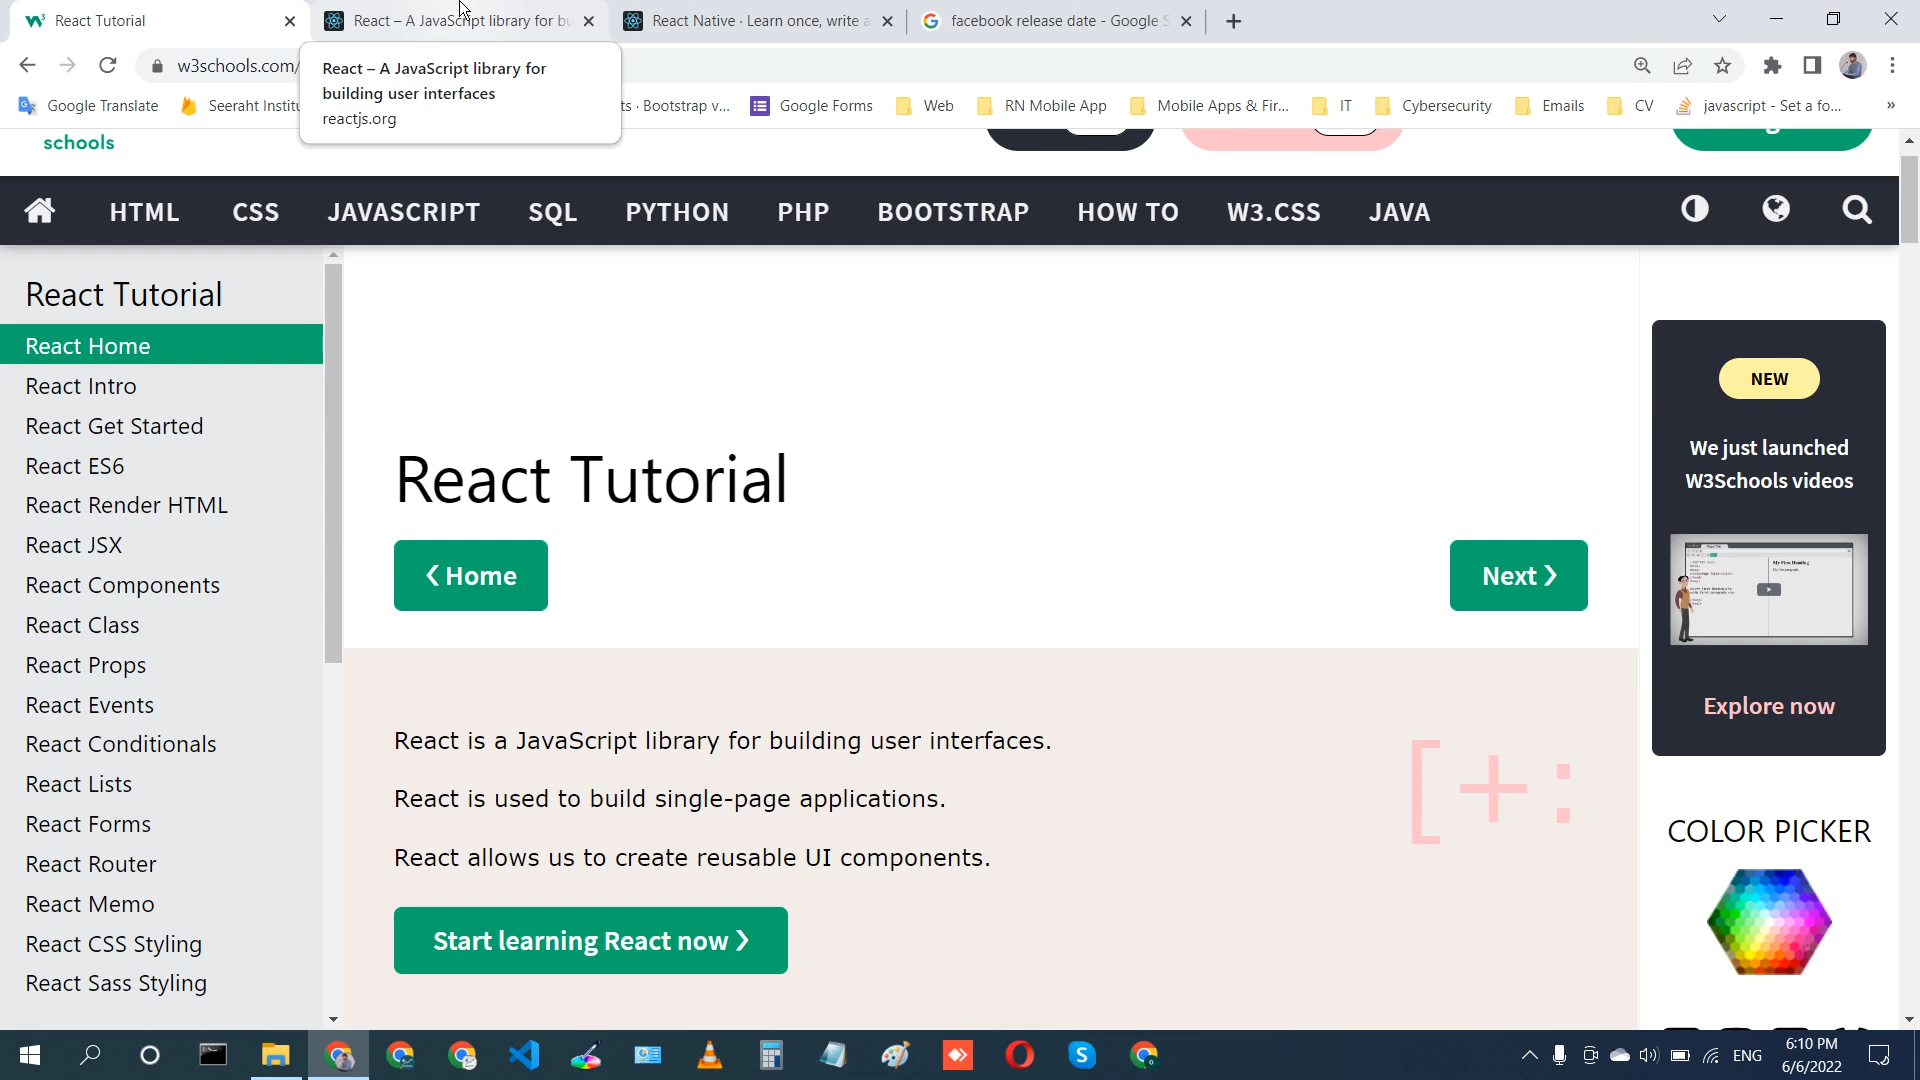 React Tutorial
React – A JavaScript library for bu
React Native · Learn once, write a
facebook release date - Google S
w3schools.com/
React – A JavaScript library for
building user interfaces
reactjs.org
Google Translate
Seeraht Institu
ts · Bootstrap v...
Google Forms
Web
RN Mobile App
Mobile Apps & Fir...
IT
Cybersecurity
Emails
CV
javascript - Set a fo...
»
schools
HTML
CSS
JAVASCRIPT
SQL
PYTHON
PHP
BOOTSTRAP
HOW TO
W3.CSS
JAVA
React Tutorial
React Home
React Intro
React Get Started
React ES6
React Render HTML
React JSX
React Components
React Class
React Props
React Events
React Conditionals
React Lists
React Forms
React Router
React Memo
React CSS Styling
React Sass Styling
React Tutorial
❮ Home
Next ❯
React is a JavaScript library for building user interfaces.
React is used to build single-page applications.
React allows us to create reusable UI components.
[+:
Start learning React now ❯
NEW
We just launched
W3Schools videos
Explore now
COLOR PICKER
ENG
6:10 PM
6/6/2022